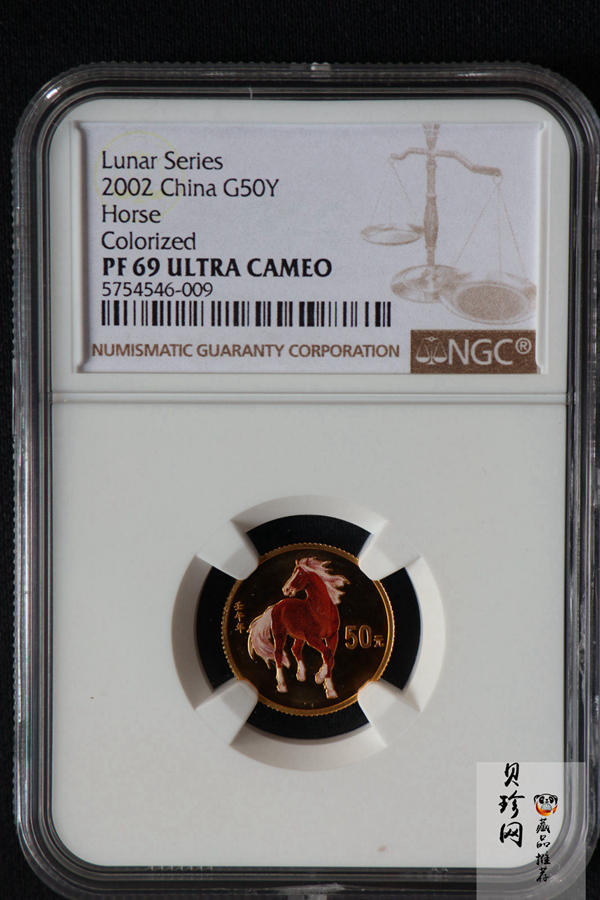 Lunar Series
2002 China G50Y
Horse
Colorized
PF 69 ULTRA CAMEO
5754546-009
NUMISMATIC GUARANTY CORPORATION
NGC®
壬午年
50元
贝珍网
藏品推荐